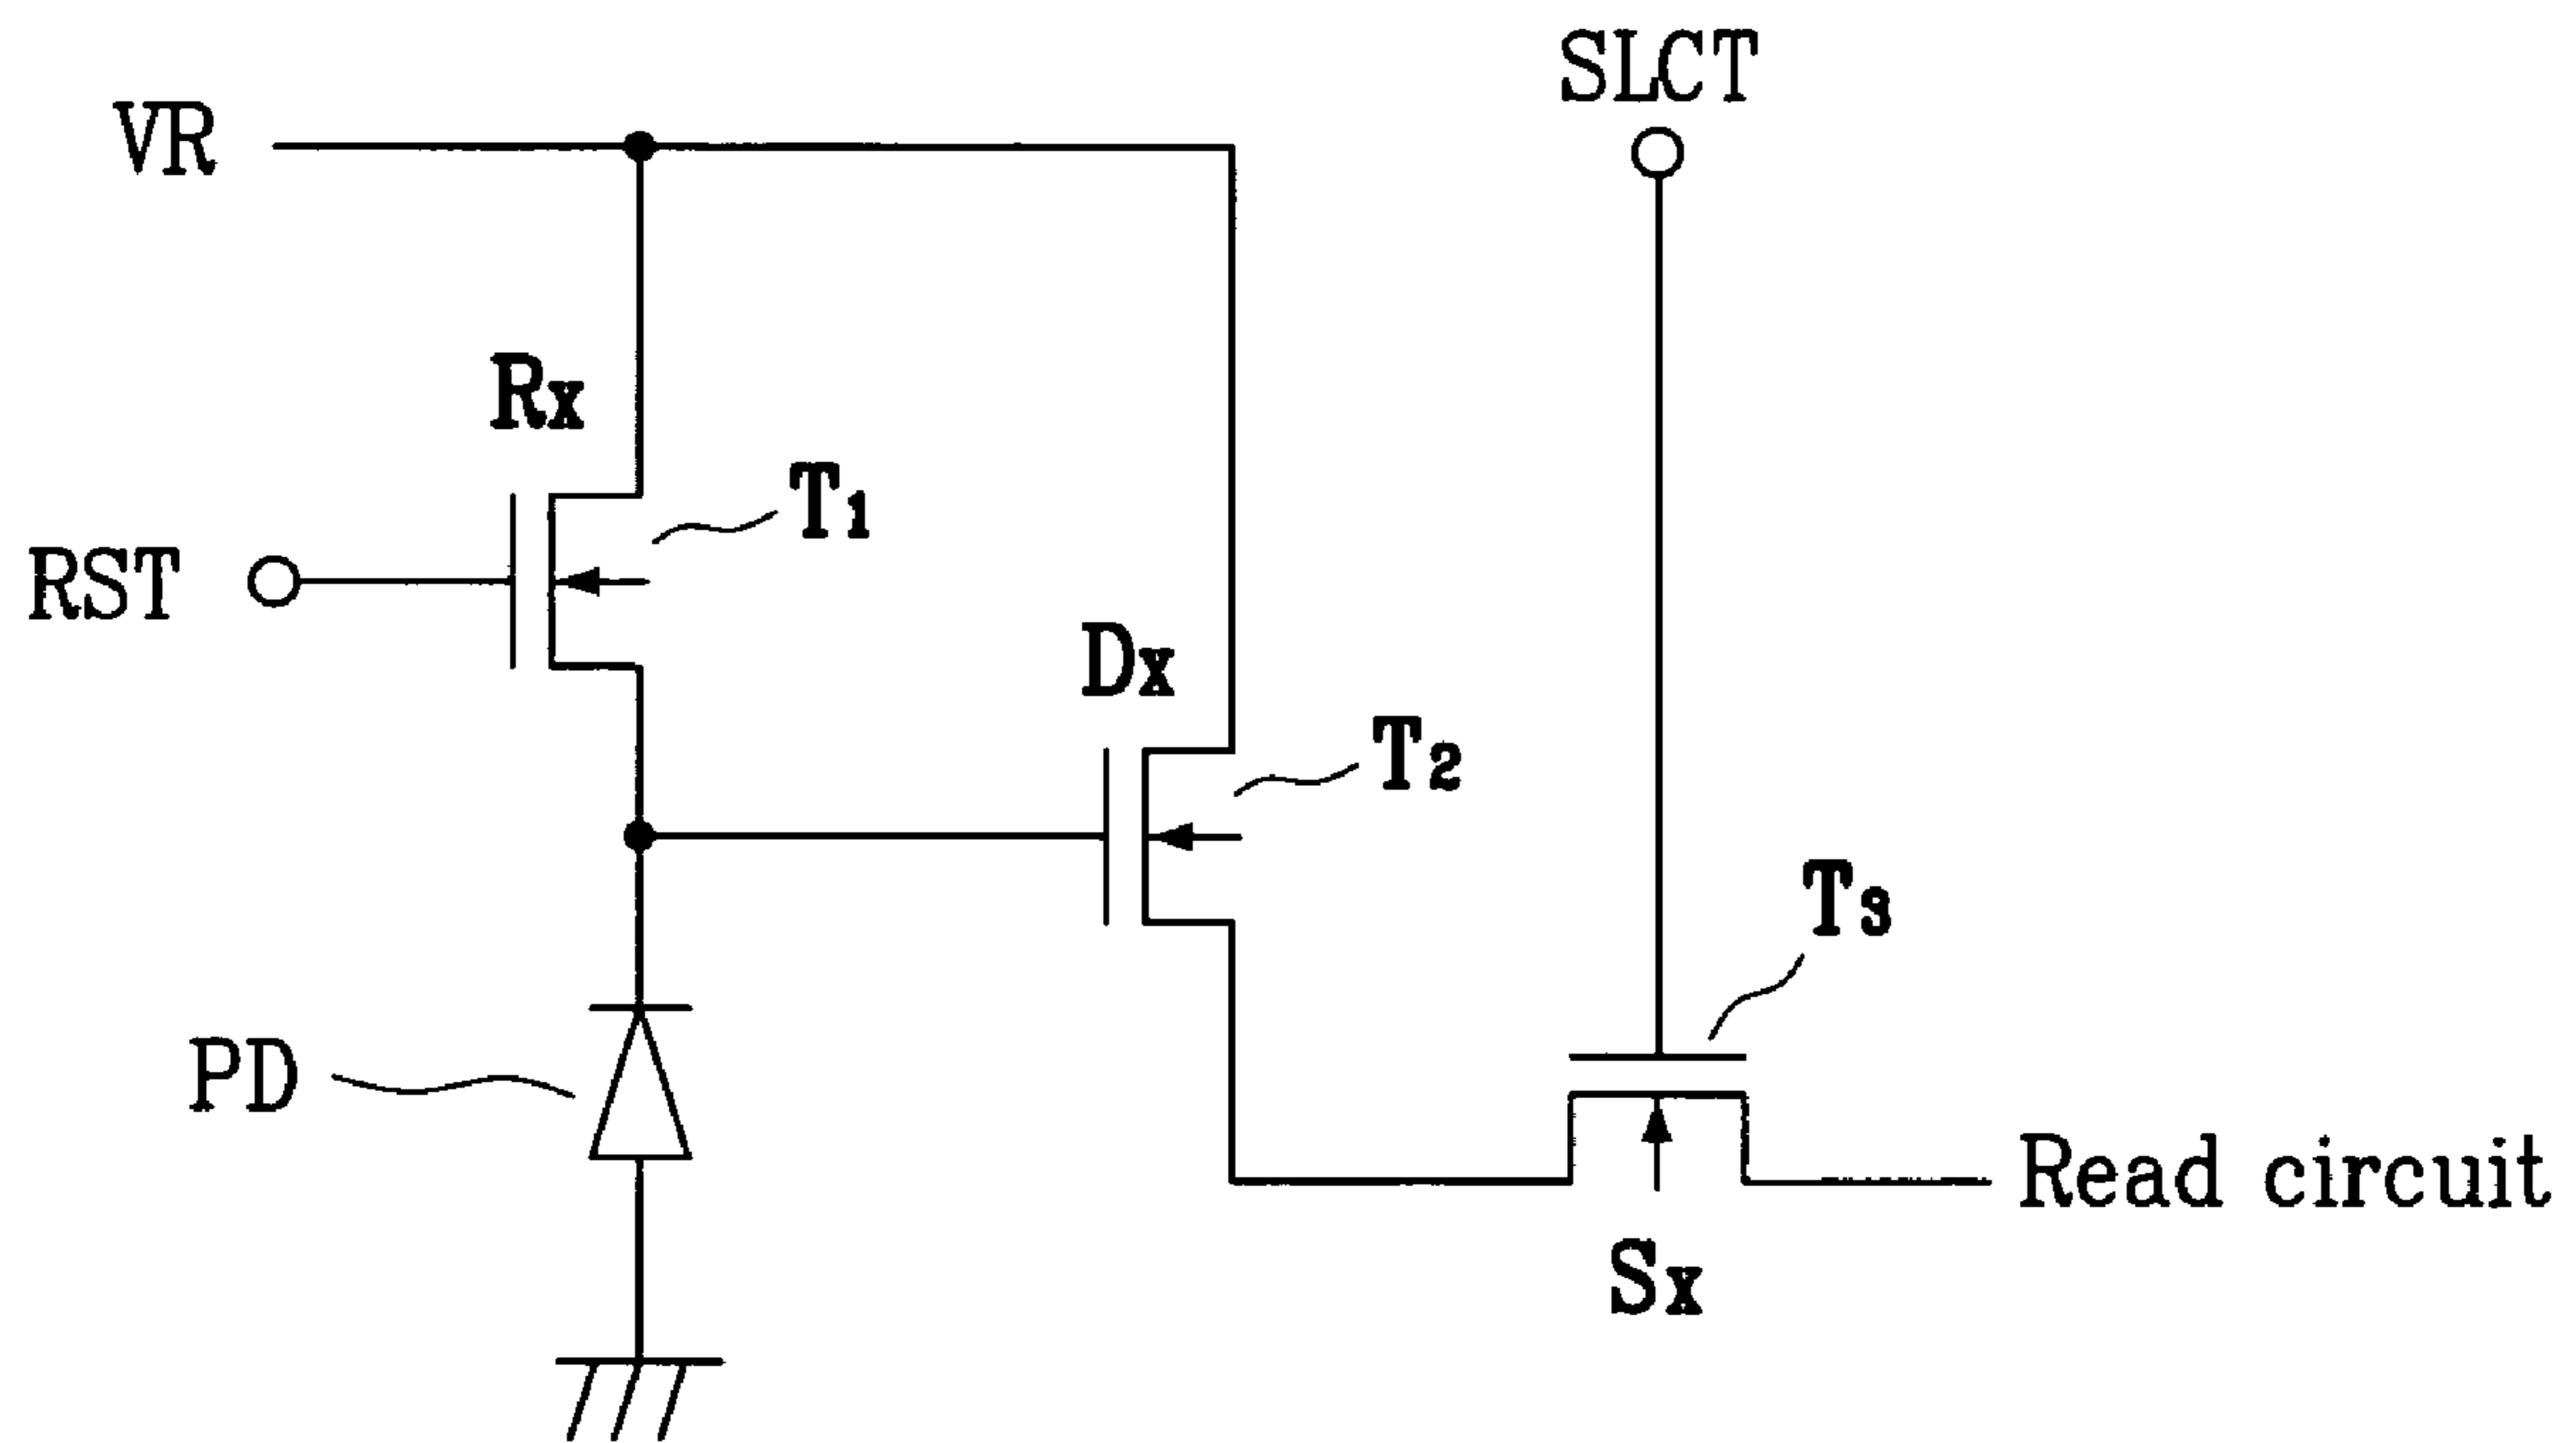 SLCT
VR
Rx
T1
RST
Dx
T2
T3
PD
Read circuit
Sx